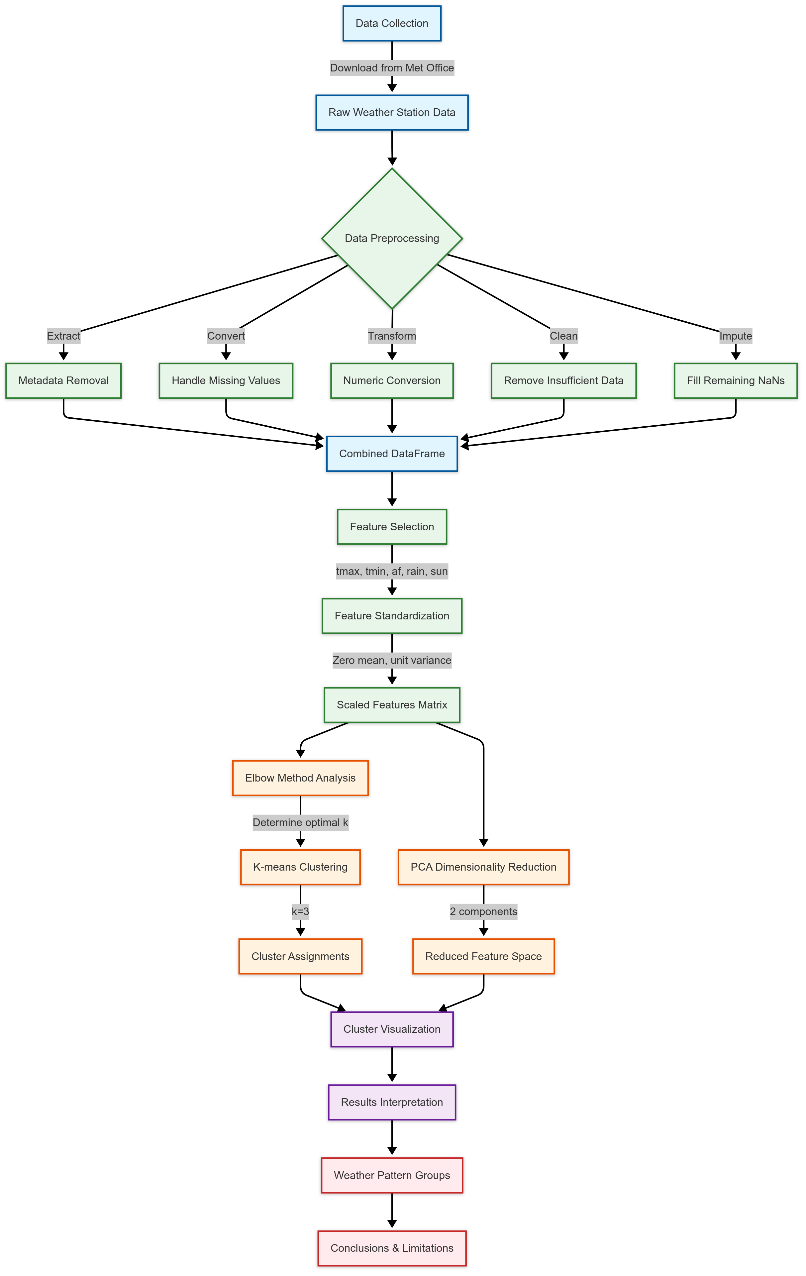 Data Collection
Download from Met Office
Raw Weather Station Data
Data Preprocessing
Extract
Convert
Transform
Clean
Impute
Metadata Removal
Handle Missing Values
Numeric Conversion
Remove Insufficient Data
Fill Remaining NaNs
Combined DataFrame
Feature Selection
tmax, tmin, af, rain, sun
Feature Standardization
Zero mean, unit variance
Scaled Features Matrix
Elbow Method Analysis
Determine optimal k
K-means Clustering
PCA Dimensionality Reduction
k=3
2 components
Cluster Assignments
Reduced Feature Space
Cluster Visualization
Results Interpretation
Weather Pattern Groups
Conclusions & Limitations